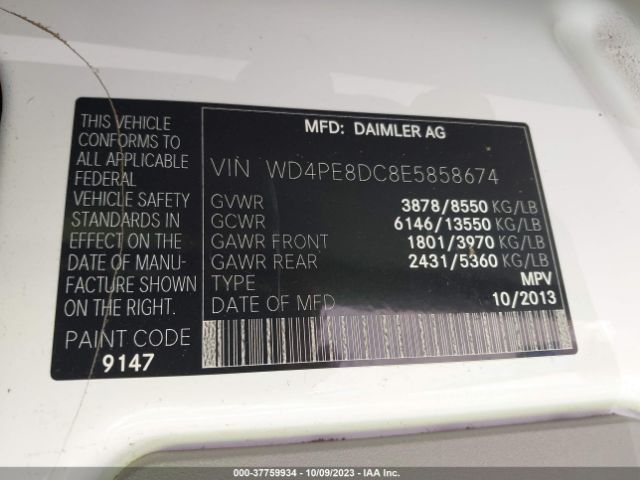 THIS VEHICLE
CONFORMS TO
ALL APPLICABLE
FEDERAL
VEHICLE SAFETY
STANDARDS IN
EFFECT ON THE
DATE OF MANU-
FACTURE SHOWN
ON THE RIGHT.
PAINT CODE
9147
MFD: DAIMLER AG
VIN WD4PE8DC8E5858674
GVWR 3878/8550 KG/LB
GCWR 6146/13550 KG/LB
GAWR FRONT 1801/3970 KG/LB
GAWR REAR 2431/5360 KG/LB
TYPE MPV
DATE OF MFD 10/2013
000-37759934 - 10/09/2023 - IAA Inc.